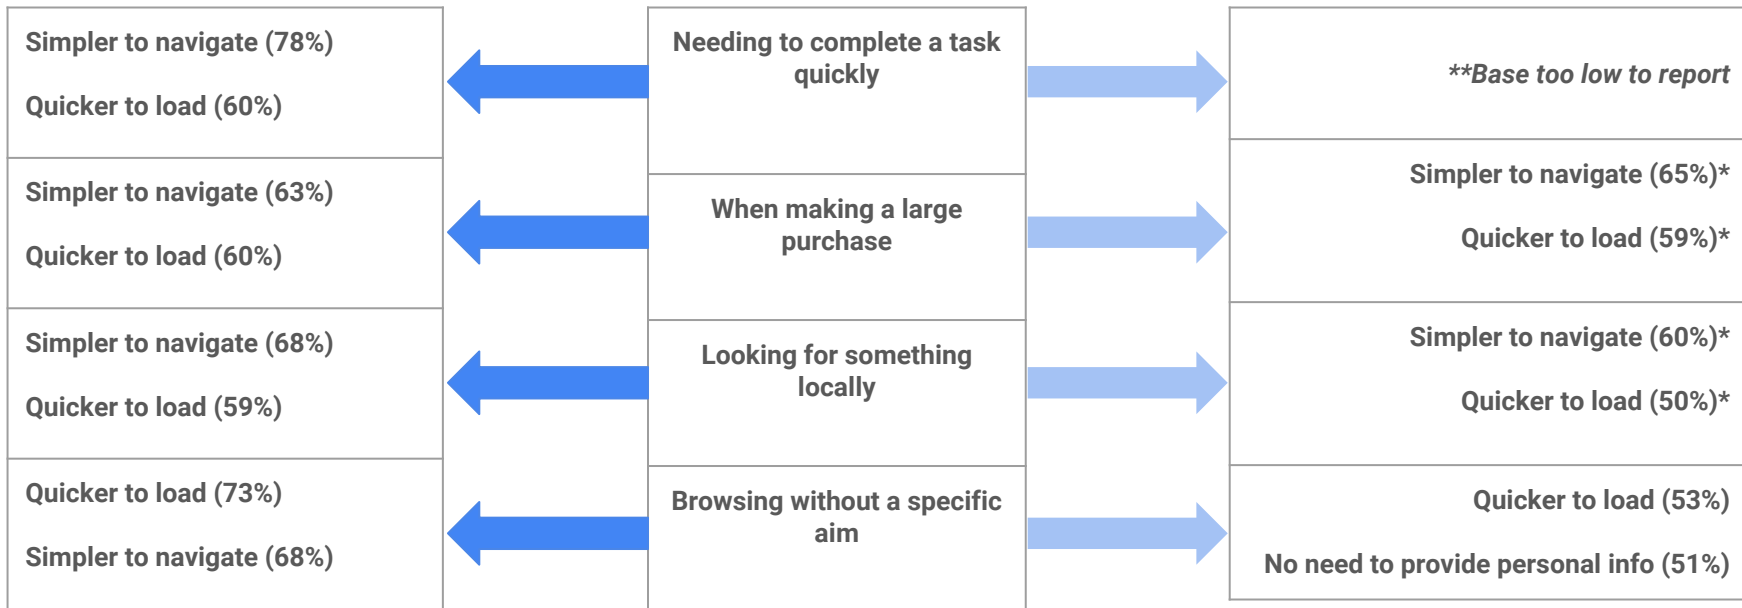 Simpler to navigate (78%)
Quicker to load (60%)
Needing to complete a task
quickly
**Base too low to report
Simpler to navigate (63%)
Quicker to load (60%)
When making a large
purchase
Simpler to navigate (65%)*
Quicker to load (59%)*
Simpler to navigate (68%)
Quicker to load (59%)
Looking for something
locally
Simpler to navigate (60%)*
Quicker to load (50%)*
Quicker to load (73%)
Simpler to navigate (68%)
Browsing without a specific
aim
Quicker to load (53%)
No need to provide personal info (51%)